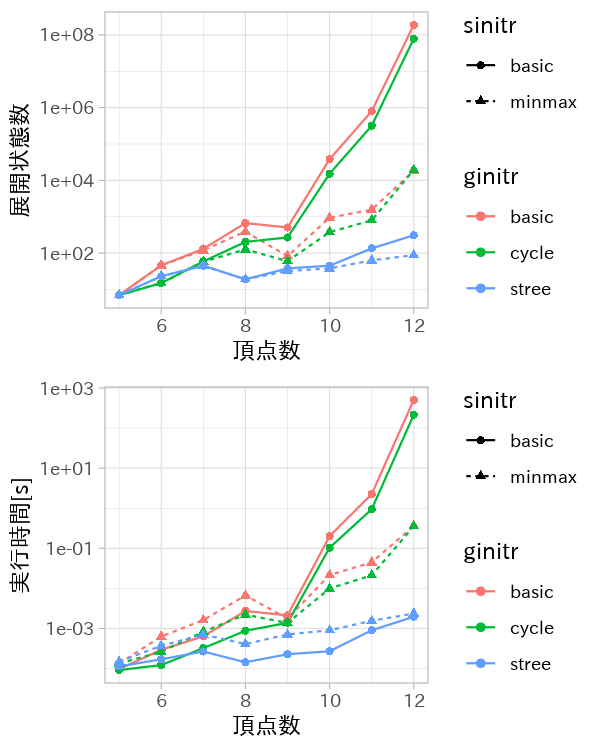 展開状態数
1e+08
1e+06
1e+04
1e+02
6
8
10
12
頂点数
sinitr
basic
minmax
ginitr
basic
cycle
stree
実行時間[s]
1e+03
1e+01
1e-01
1e-03
6
8
10
12
頂点数
sinitr
basic
minmax
ginitr
basic
cycle
stree